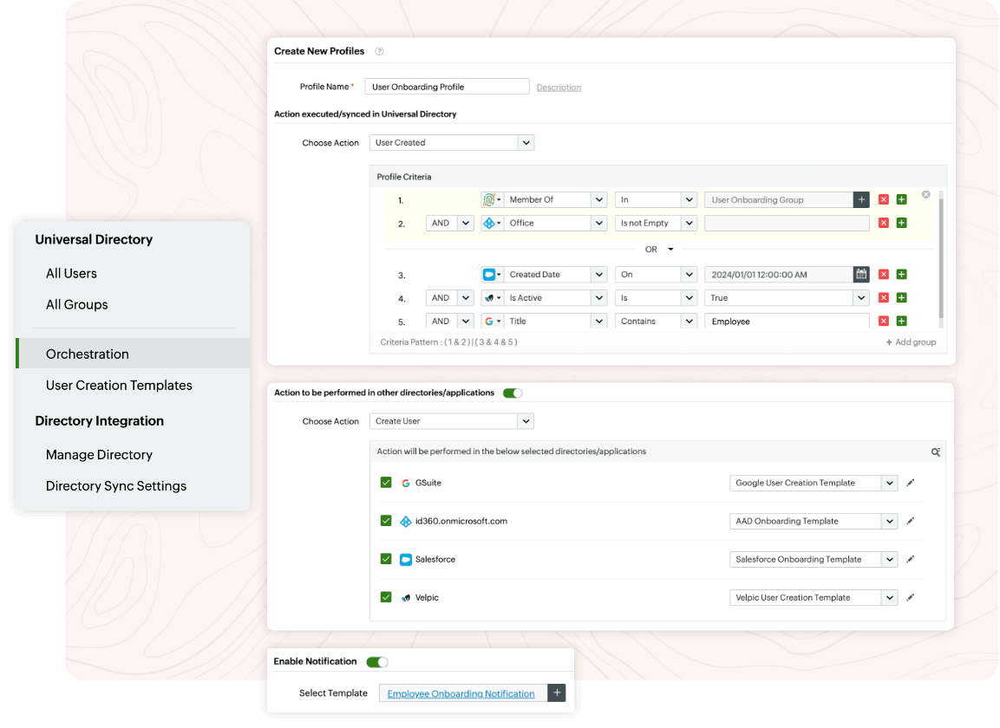 Create New Profiles ?
Profile Name * User Onboarding Profile Description
Action executed/synced in Universal Directory
Choose Action User Created
Profile Criteria
1. Member Of In User Onboarding Group
2. AND Office Is not Empty
OR
3. Created Date On 2024/01/01 12:00:00 AM
4. AND Is Active Is True
5. AND Title Contains Employee
Criteria Pattern : ( 1 & 2 ) | ( 3 & 4 & 5 ) + Add group
Universal Directory
All Users
All Groups
Orchestration
User Creation Templates
Directory Integration
Manage Directory
Directory Sync Settings
Action to be performed in other directories/applications
Choose Action Create User
Action will be performed in the below selected directories/applications
GSuite Google User Creation Template
id360.onmicrosoft.com AAD Onboarding Template
Salesforce Salesforce Onboarding Template
Velpic Velpic User Creation Template
Enable Notification
Select Template Employee Onboarding Notification +